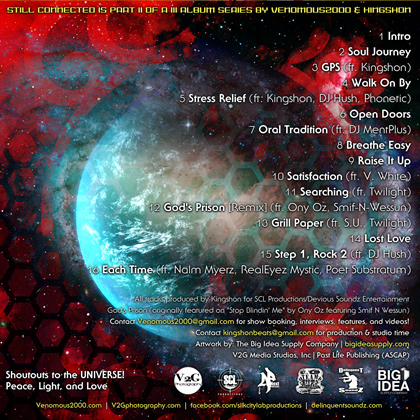 STILL CONNECTED IS PART II OF A III ALBUM SERIES BY VENOMOUS2000 & KINGSHON
1 Intro
2 Soul Journey
3 GPS (ft. Kingshon)
4 Walk On By
5 Stress Relief (ft: Kingshon, DJ Hush, Phonetic)
6 Open Doors
7 Oral Tradition (ft. DJ MentPlus)
8 Breathe Easy
9 Raise It Up
10 Satisfaction (ft. V. White)
11 Searching (ft. Twilight)
12 God's Prison [Remix] (ft. Ony Oz, Smif-N-Wessun)
13 Grill Paper (ft. S.U., Twilight)
14 Lost Love
15 Step 1, Rock 2 (ft. DJ Hush)
16 Each Time (ft. Nalm Myerz, RealEyez Mystic, Poet Substratum)
All tracks produced by Kingshon for SCL Productions/Devious Soundz Entertainment
God's Prison (originally featured on "Stop Blindin' Me" by Ony Oz featuring Smif N Wessun)
Contact Venomous2000@gmail.com for show booking, interviews, features, and videos!
Contact kingshonbeats@gmail.com for production & studio time
Artwork by: The Big Idea Supply Company | bigideasupply.com
V2G Media Studios, Inc | Past Life Publishing (ASCAP)
Shoutouts to the UNIVERSE!
Peace, Light, and Love
V2G
Photography
SCL
BIG
IDEA
Venomous2000.com | V2Gphotography.com | facebook.com/silkcitylabproductions | delinquentsoundz.com